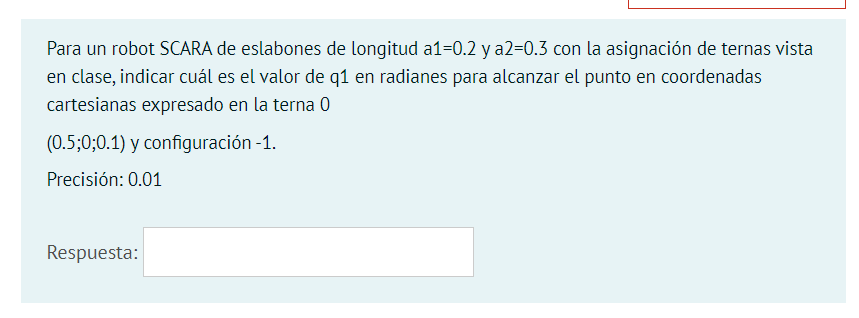 Para un robot SCARA de eslabones de longitud a1=0.2 y a2=0.3 con la asignación de ternas vista
en clase, indicar cuál es el valor de q1 en radianes para alcanzar el punto en coordenadas
cartesianas expresado en la terna 0
(0.5;0;0.1) y configuración -1.
Precisión: 0.01
Respuesta: